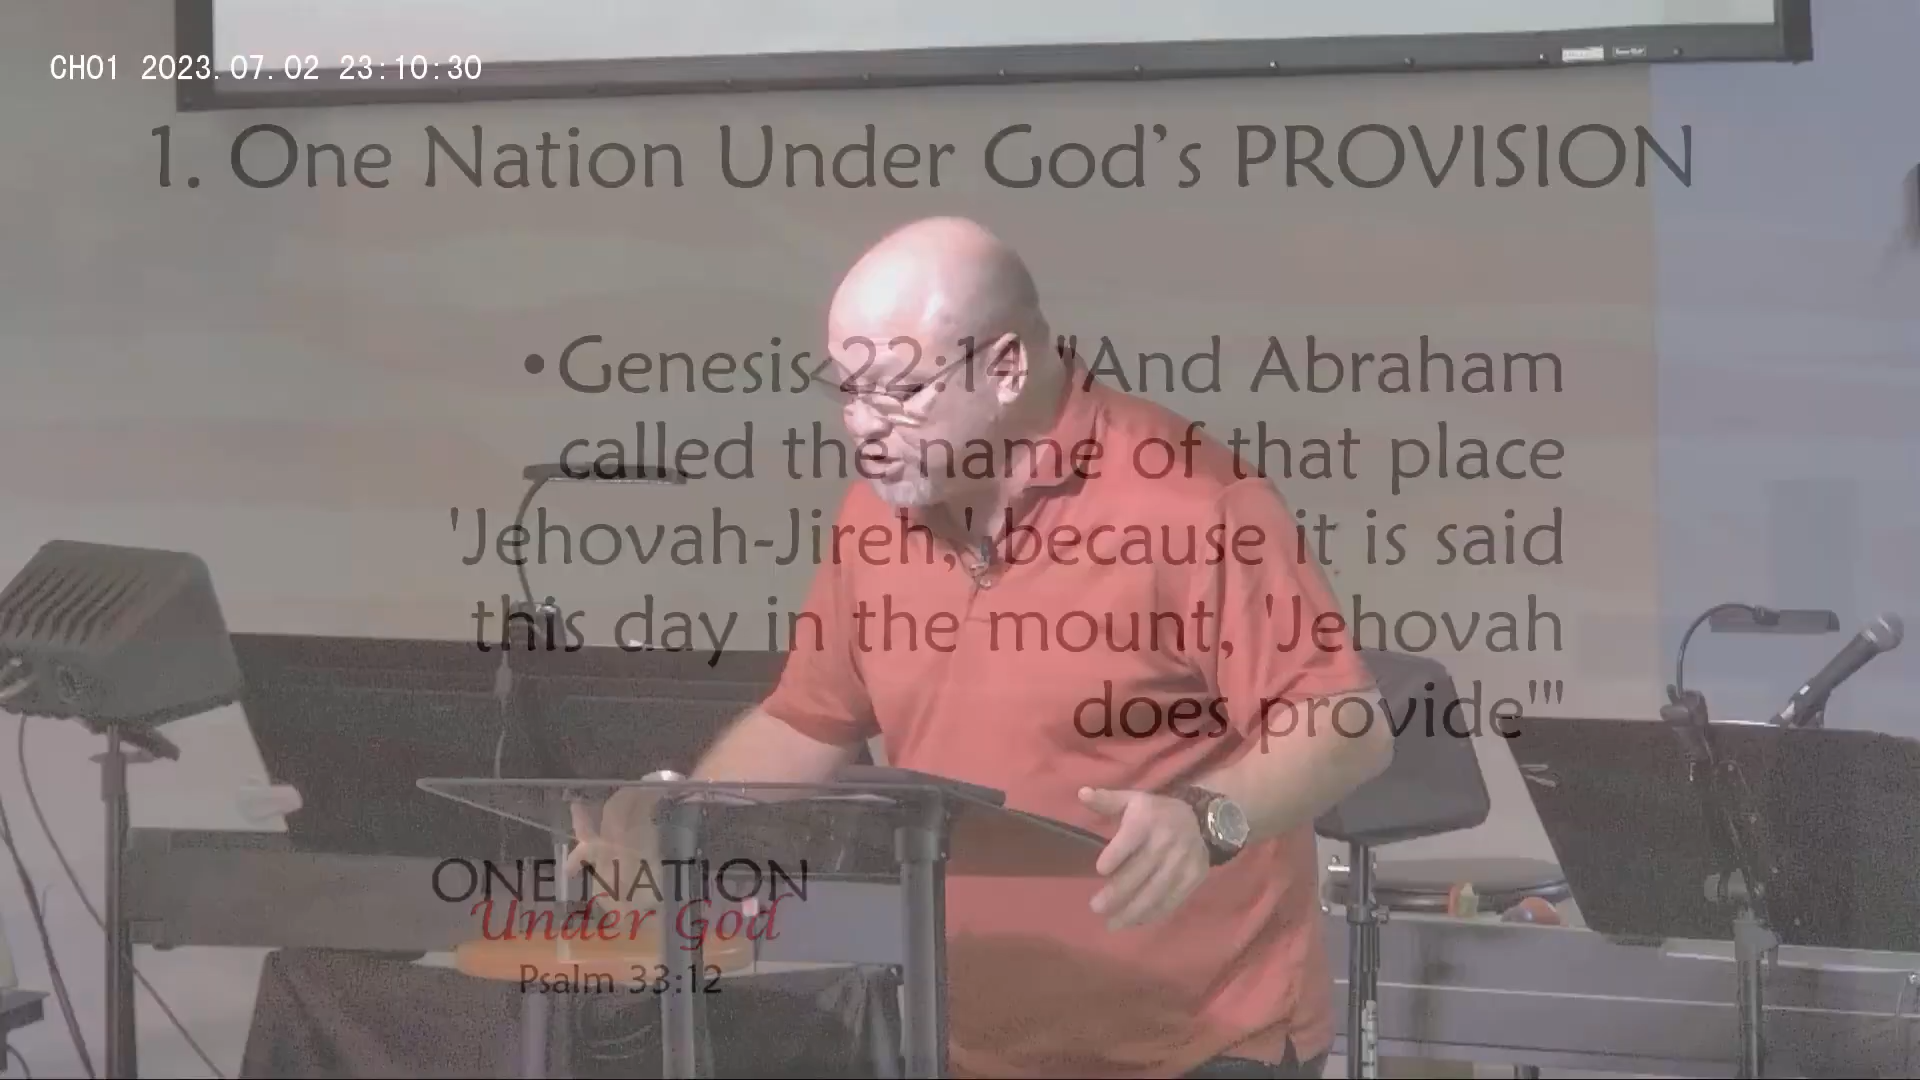 CH01 2023.07.02 23:10:30
1. One Nation Under God's PROVISION
•Genesis 22:14 "And Abraham
called the name of that place
'Jehovah-Jireh,' because it is said
this day in the mount, 'Jehovah
does provide'"
ONE NATION
Under God
Psalm 33:12